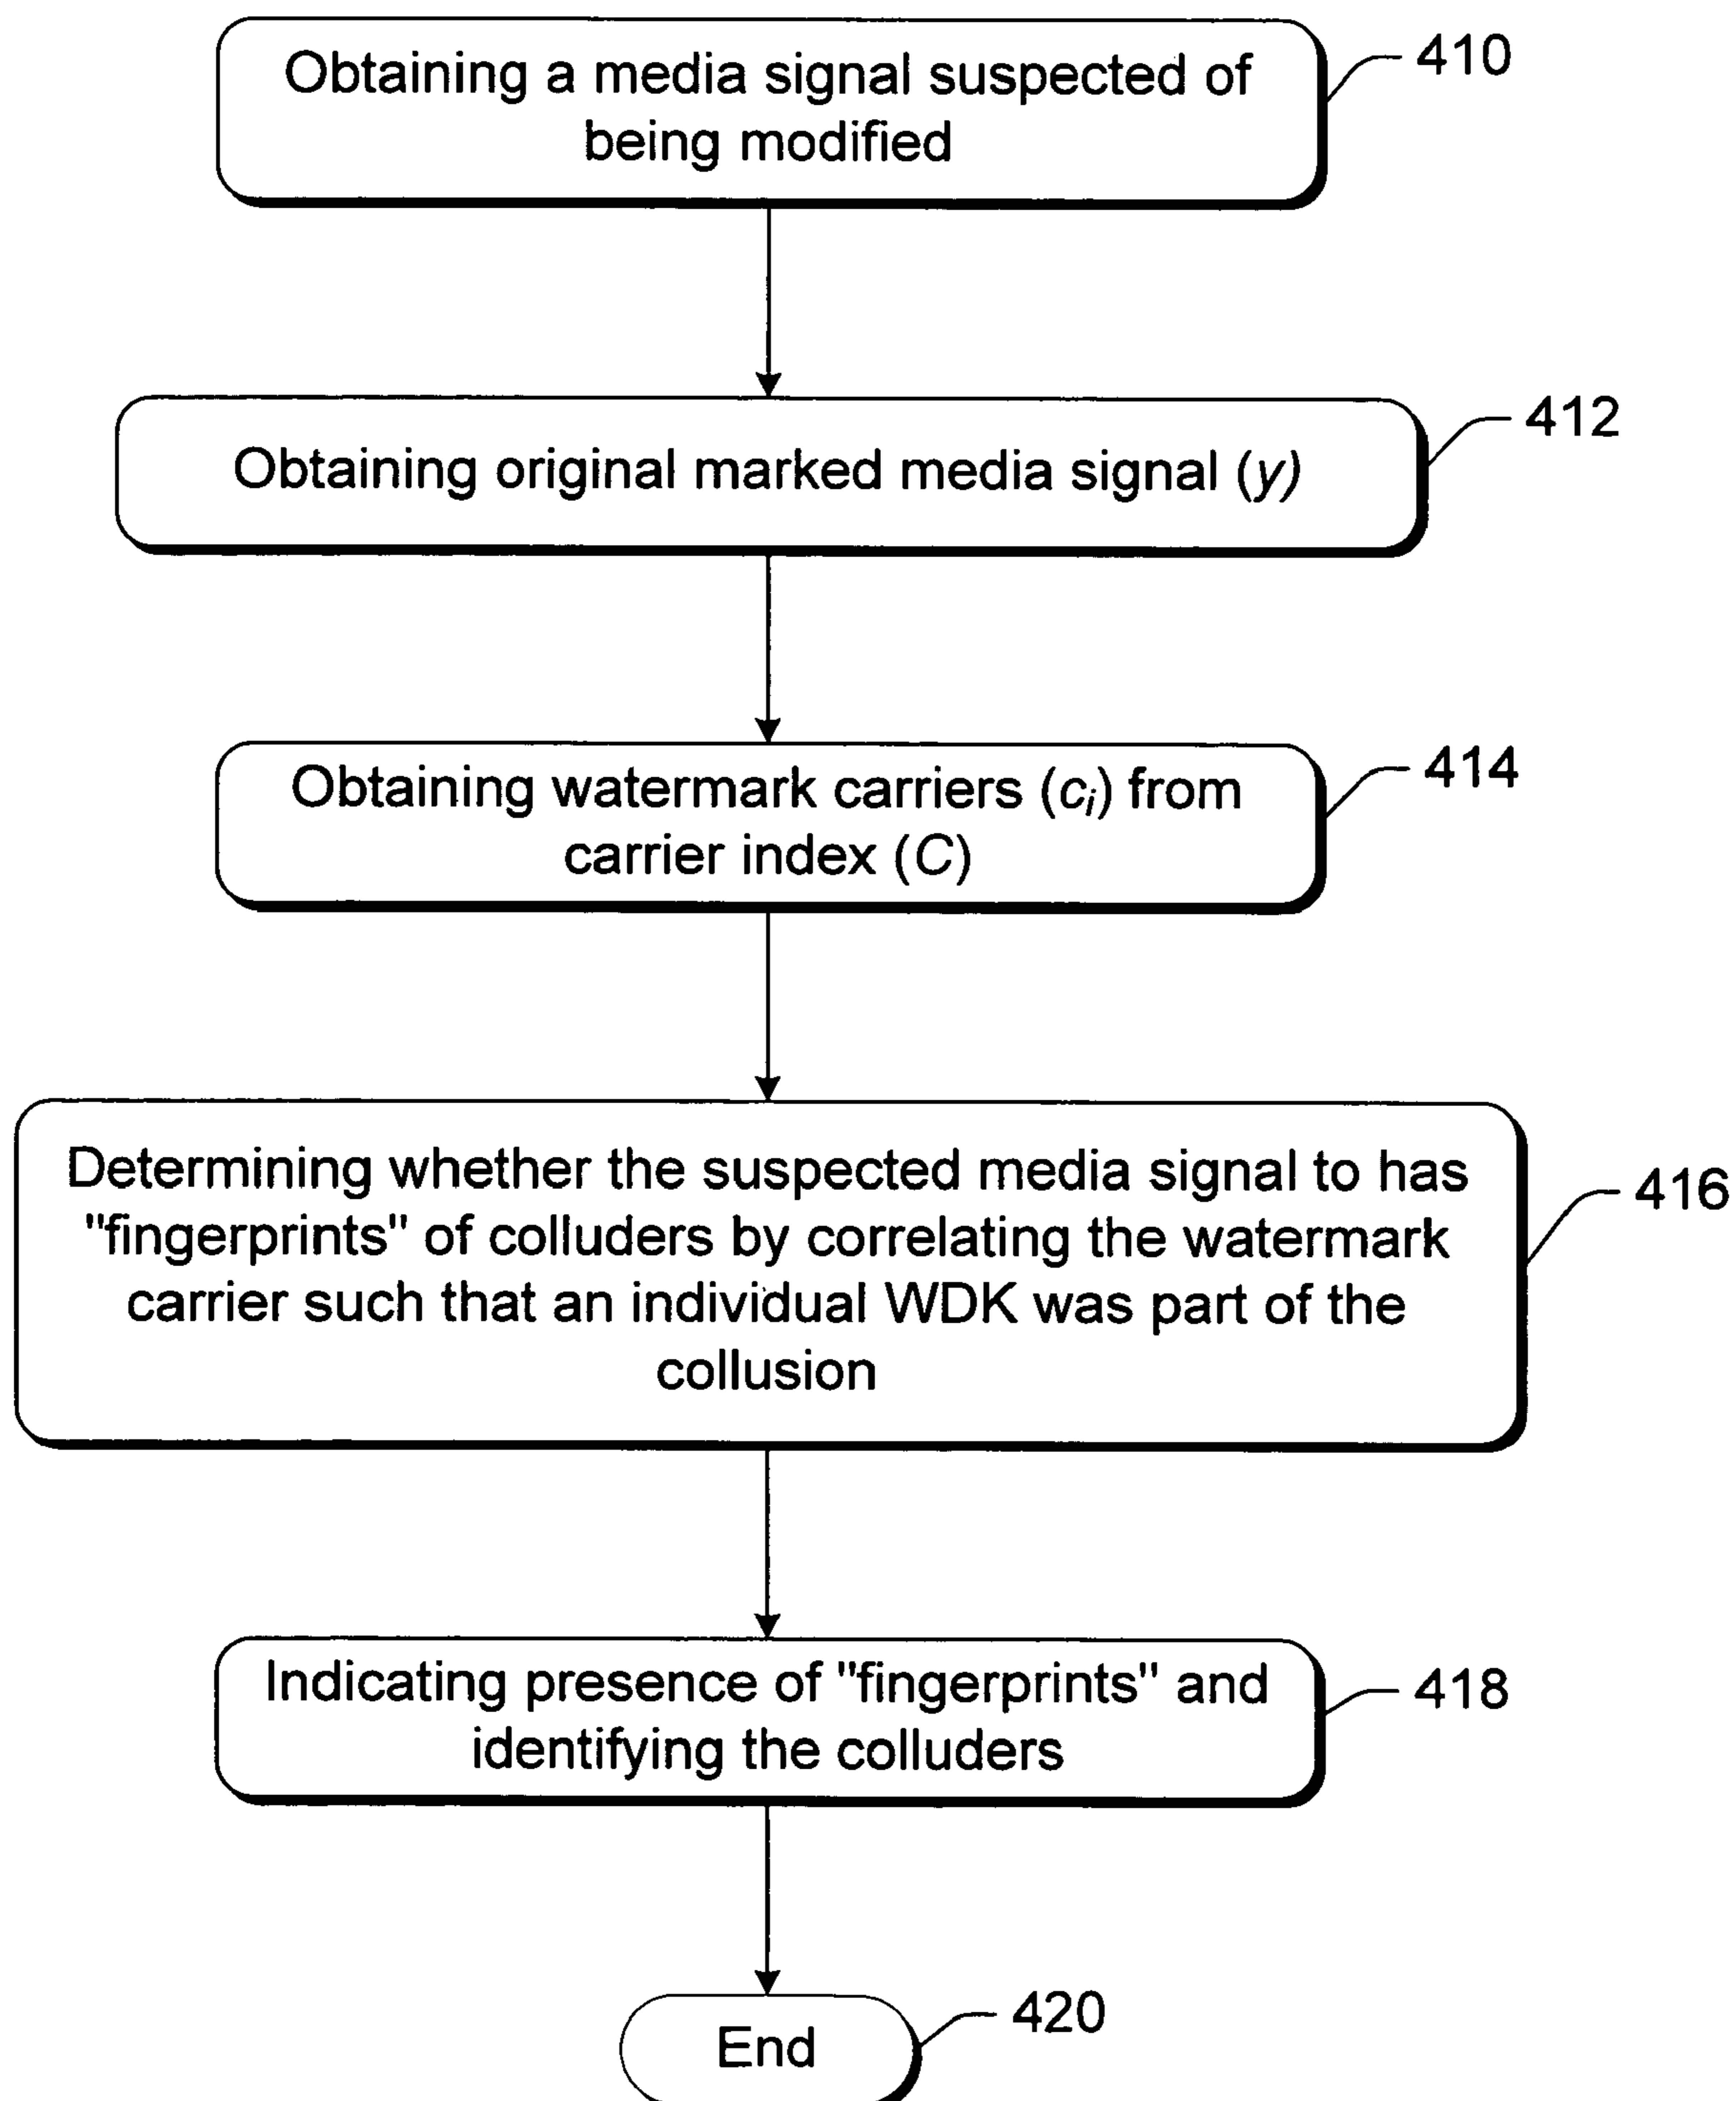 Obtaining a media signal suspected of
being modified
410
Obtaining original marked media signal (y)
412
Obtaining watermark carriers (ci) from
carrier index (C)
414
Determining whether the suspected media signal to has
"fingerprints" of colluders by correlating the watermark
carrier such that an individual WDK was part of the
collusion
416
Indicating presence of "fingerprints" and
identifying the colluders
418
End
420